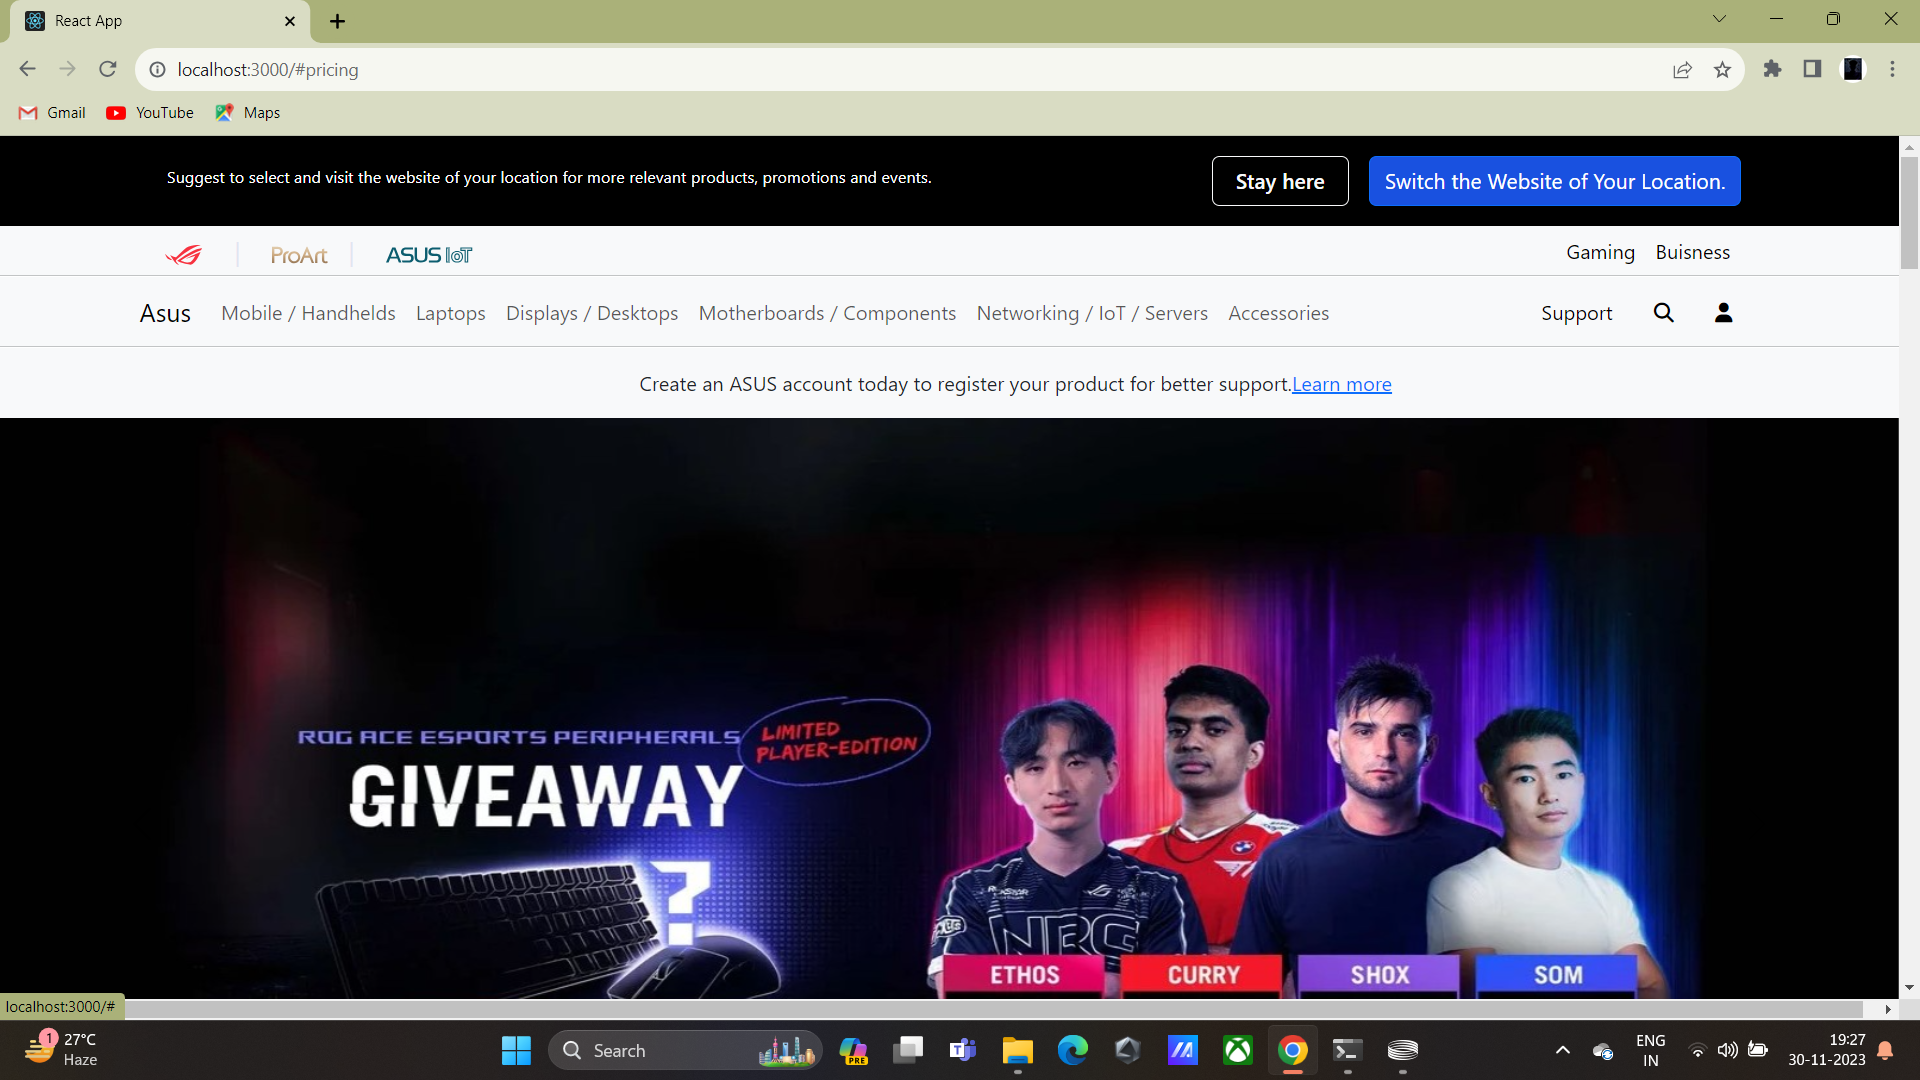 React App
localhost:3000/#pricing
Gmail YouTube Maps
Suggest to select and visit the website of your location for more relevant products, promotions and events.
Stay here
Switch the Website of Your Location.
ProArt ASUS IoT
Gaming Buisness
Asus Mobile / Handhelds Laptops Displays / Desktops Motherboards / Components Networking / IoT / Servers Accessories Support
Create an ASUS account today to register your product for better support.Learn more
ROG ACE ESPORTS PERIPHERALS
LIMITED
PLAYER-EDITION
GIVEAWAY
?
NRG
ETHOS CURRY SHOX SOM
localhost:3000/#
1
27°C
Haze
Search
PRE
ENG
IN
19:27
30-11-2023